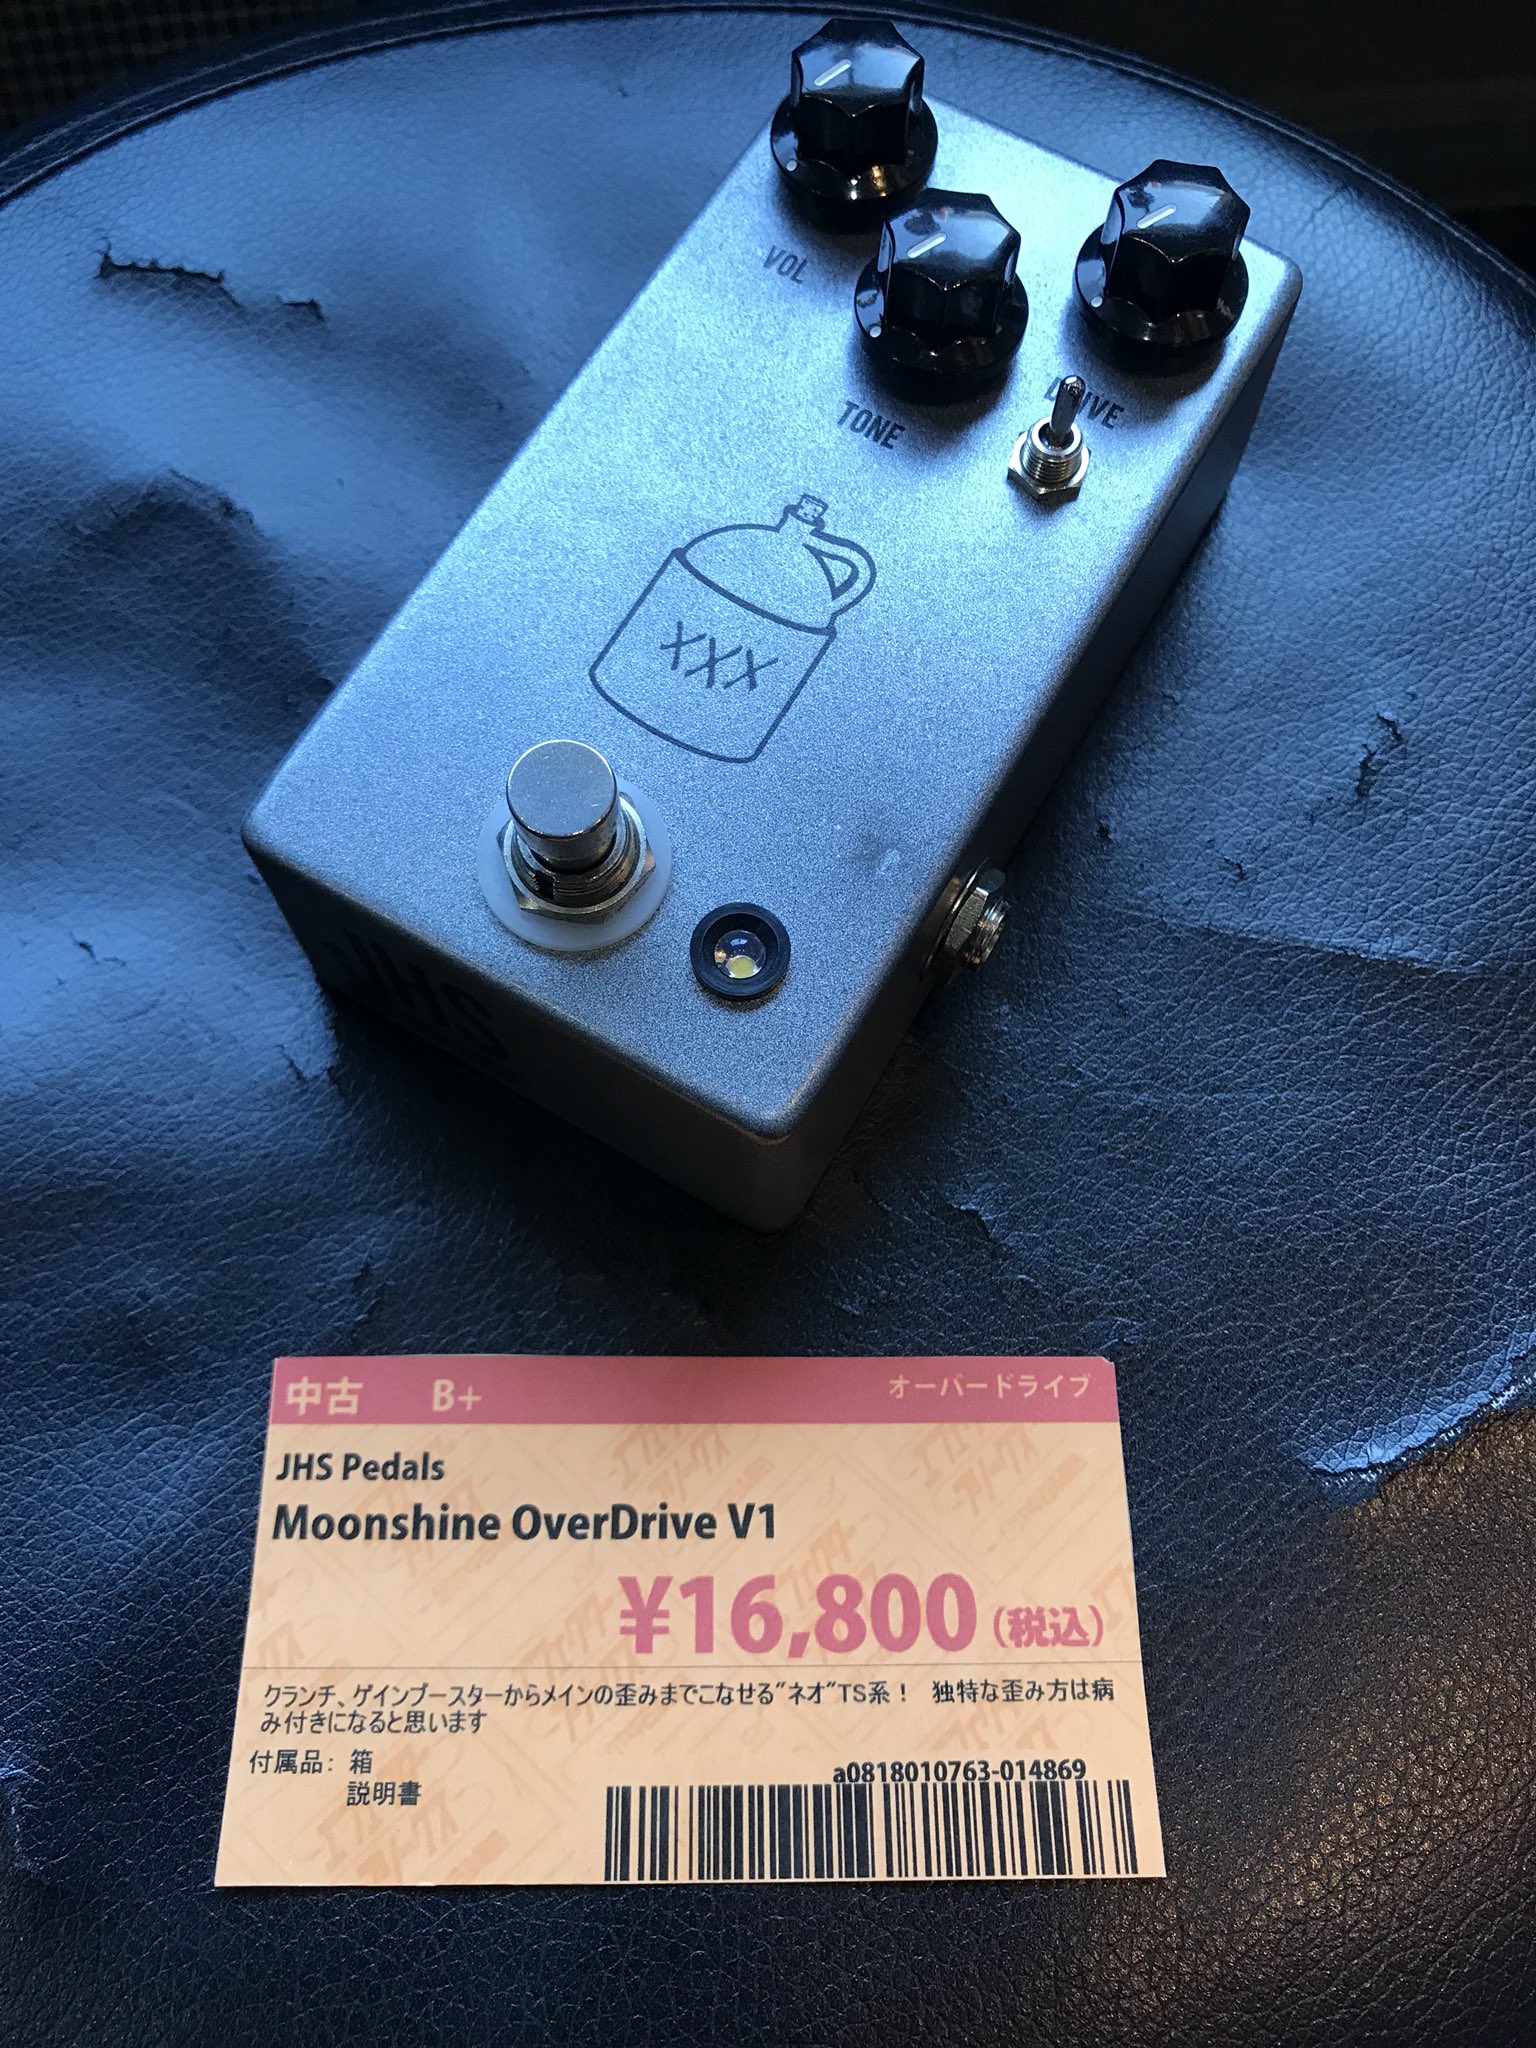 VOL
TONE
DRIVE
XXX
JHS
中古 B+ オーバードライブ
JHS Pedals
Moonshine OverDrive V1
¥16,800(税込)
クランチ、ゲインブースターからメインの歪みまでこなせる"ネオ"TS系! 独特な歪み方は病
み付きになると思います
付属品: 箱
説明書
a0818010763-014869